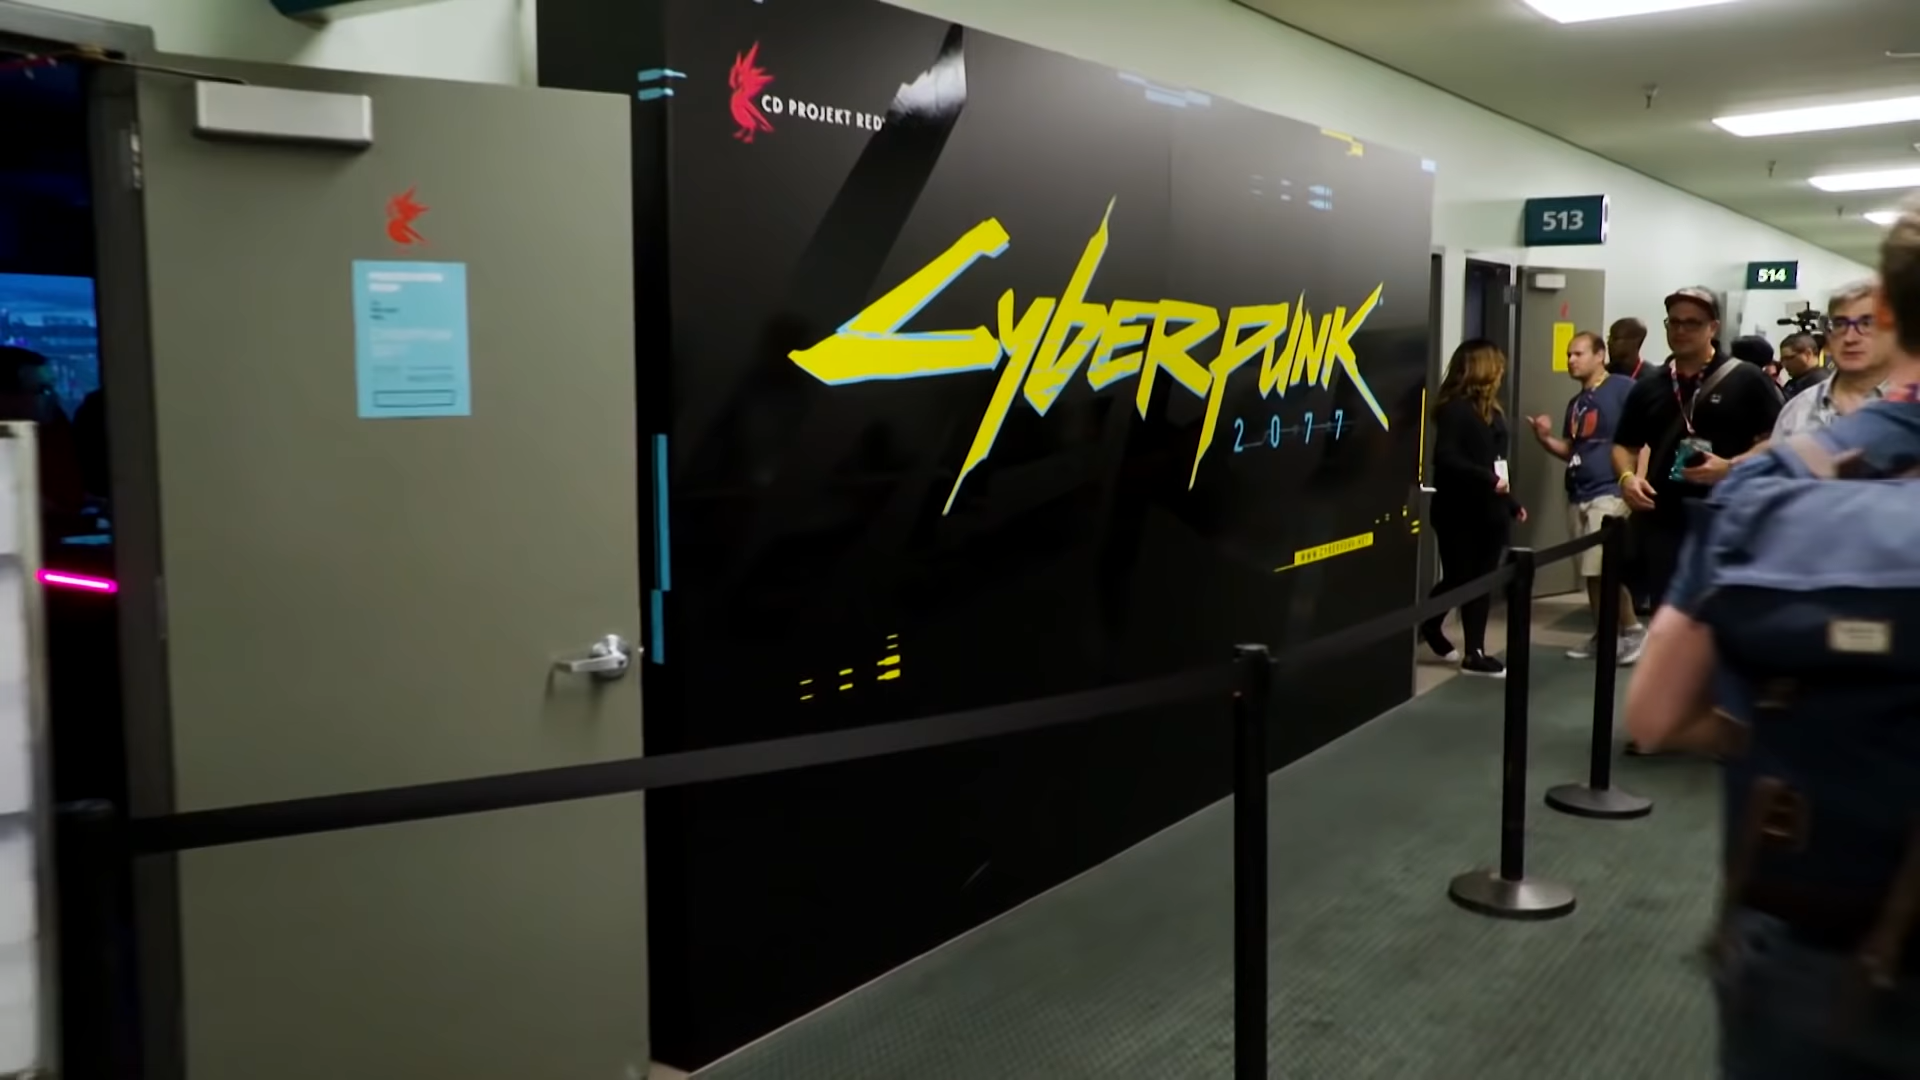 CD PROJEKT RED
CYBERPUNK
2077
WWW.CYBERPUNK.NET
513
514